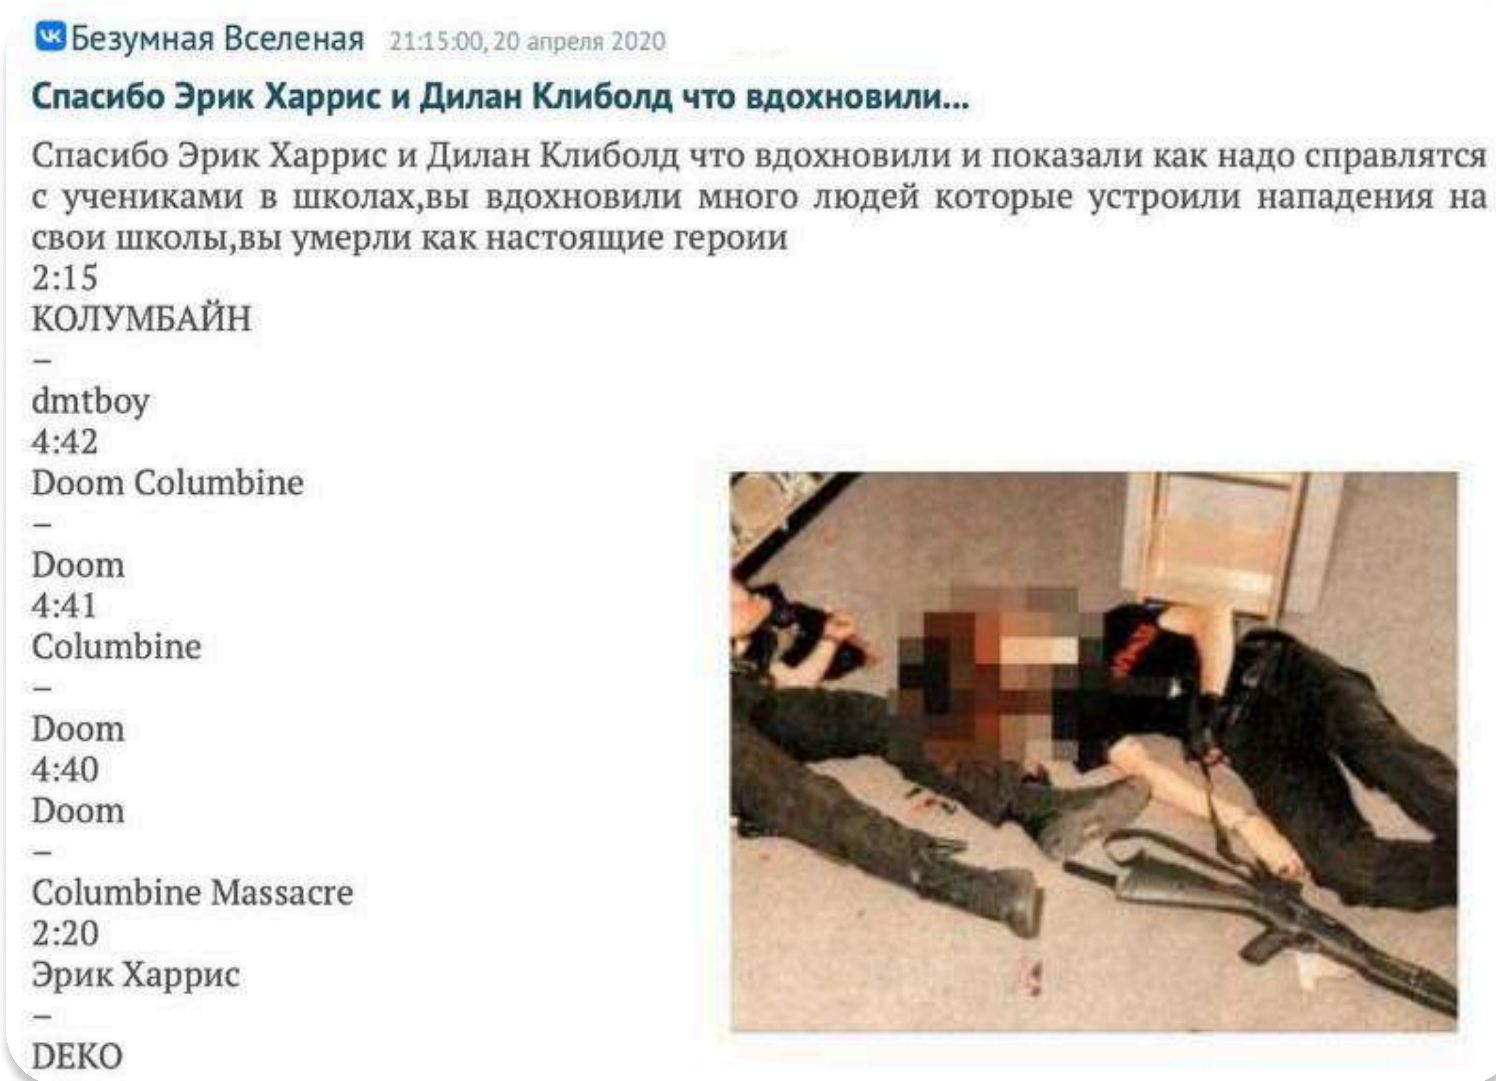 Безумная Вселеная 21:15:00, 20 апреля 2020
Спасибо Эрик Харрис и Дилан Клиболд что вдохновили...
Спасибо Эрик Харрис и Дилан Клиболд что вдохновили и показали как надо справлятся
с учениками в школах,вы вдохновили много людей которые устроили нападения на
свои школы,вы умерли как настоящие героии
2:15
КОЛУМБАЙН
–
dmtboy
4:42
Doom Columbine
–
Doom
4:41
Columbine
–
Doom
4:40
Doom
–
Columbine Massacre
2:20
Эрик Харрис
–
DEKO